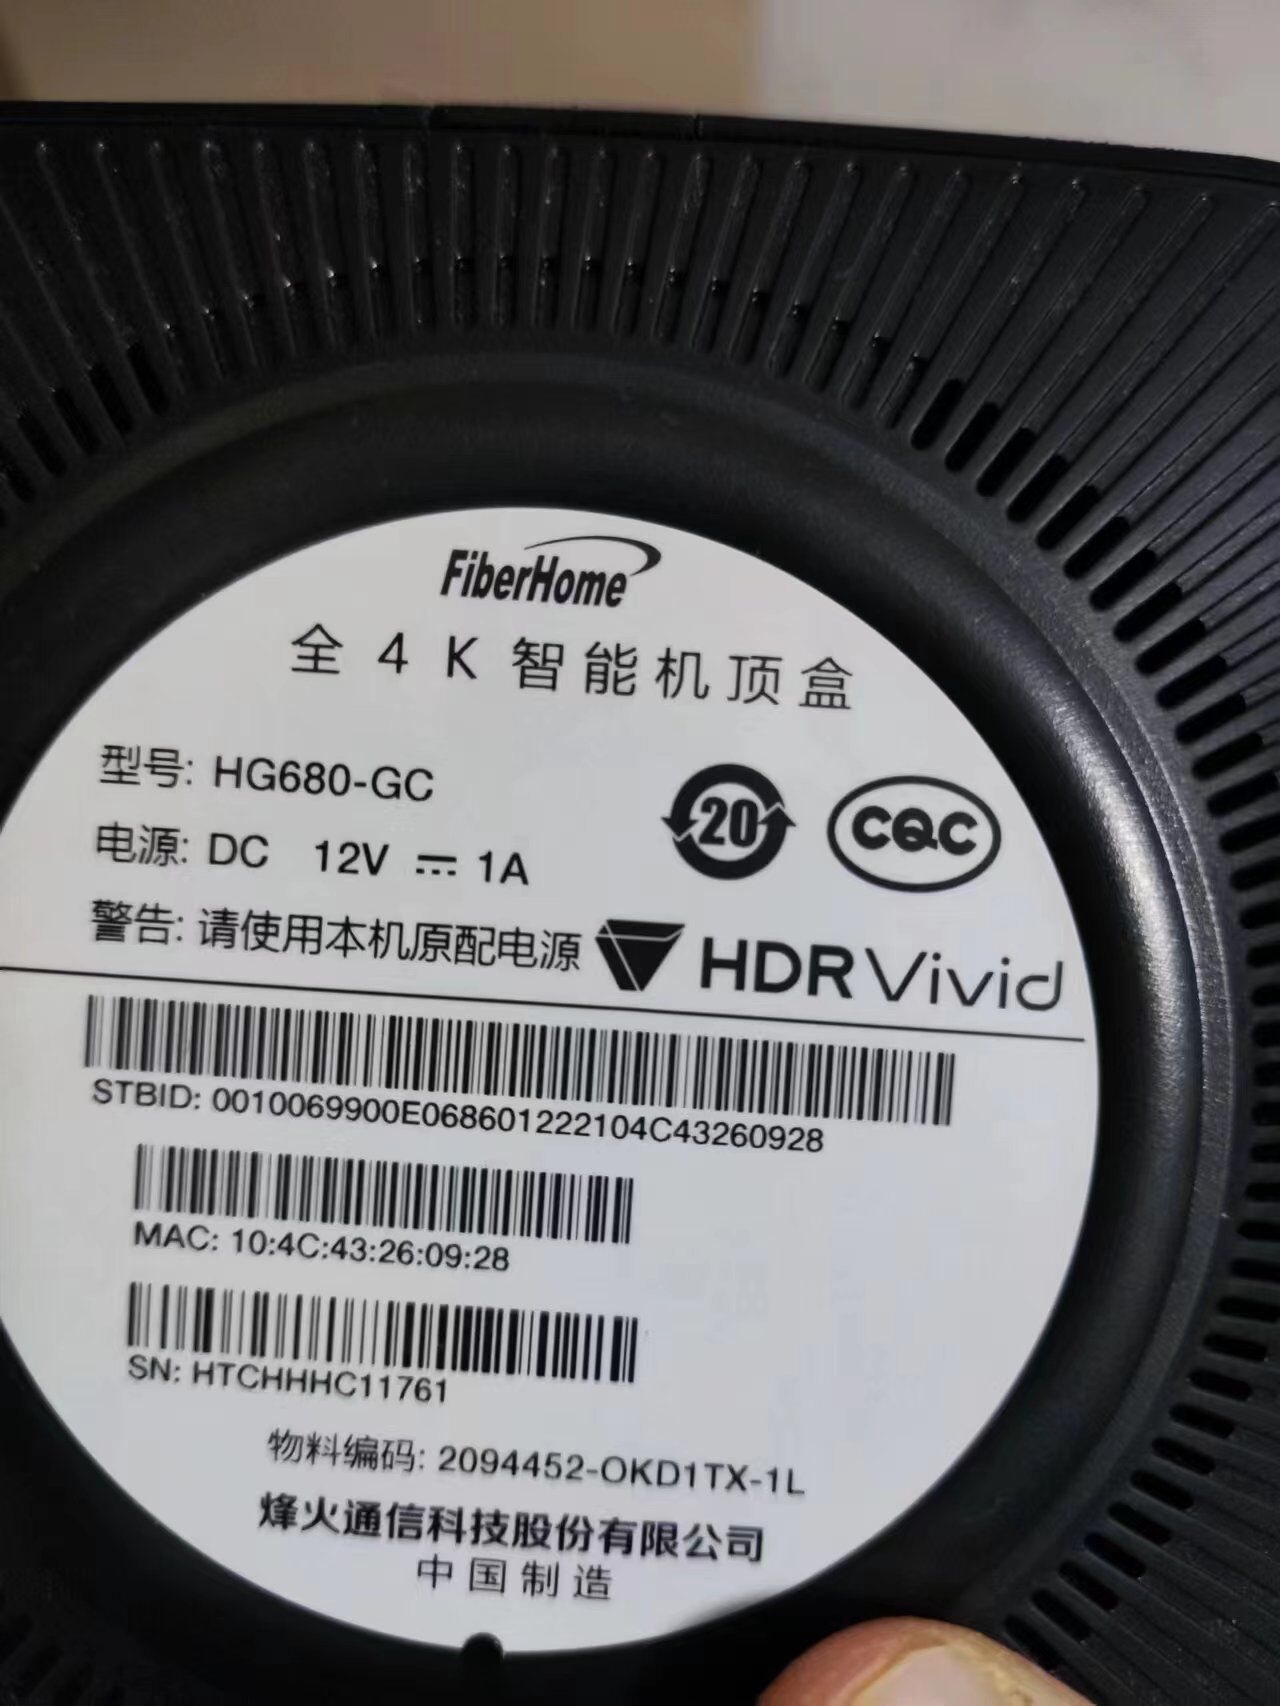 FiberHome
全4K智能机顶盒
型号: HG680-GC
电源: DC 12V ⎓ 1A
20
CQC
警告: 请使用本机原配电源
HDR Vivid
STBID: 0010069900E068601222104C43260928
MAC: 10:4C:43:26:09:28
SN: HTCHHHC11761
物料编码: 2094452-OKD1TX-1L
烽火通信科技股份有限公司
中国制造